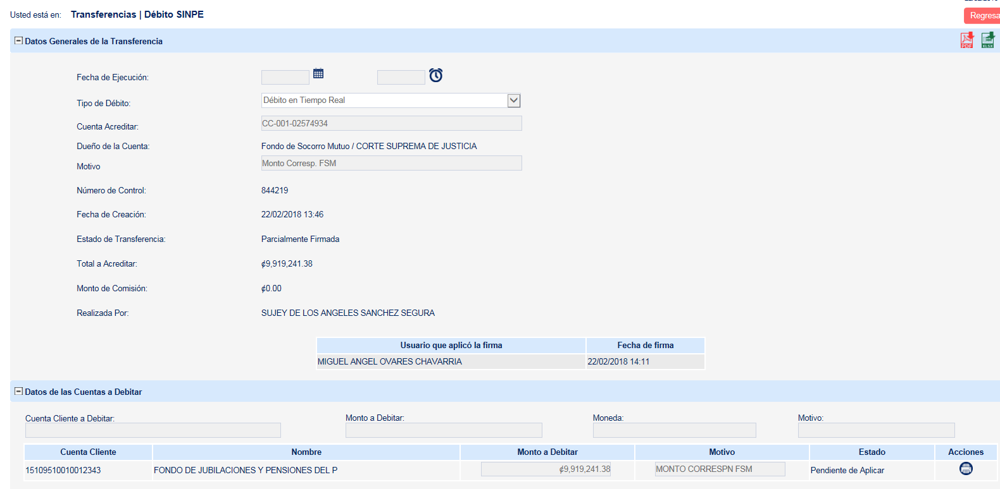 Usted está en: Transferencias | Débito SINPE
Regresa
Datos Generales de la Transferencia
PDF XLSX
Fecha de Ejecución:
Tipo de Débito: Débito en Tiempo Real
Cuenta Acreditar: CC-001-02574934
Dueño de la Cuenta: Fondo de Socorro Mutuo / CORTE SUPREMA DE JUSTICIA
Motivo Monto Corresp. FSM
Número de Control: 844219
Fecha de Creación: 22/02/2018 13:46
Estado de Transferencia: Parcialmente Firmada
Total a Acreditar: ¢9,919,241.38
Monto de Comisión: ¢0.00
Realizada Por: SUJEY DE LOS ANGELES SANCHEZ SEGURA
Usuario que aplicó la firma Fecha de firma
MIGUEL ANGEL OVARES CHAVARRIA 22/02/2018 14:11
Datos de las Cuentas a Debitar
Cuenta Cliente a Debitar: Monto a Debitar: Moneda: Motivo:
Cuenta Cliente Nombre Monto a Debitar Motivo Estado Acciones
15109510010012343 FONDO DE JUBILACIONES Y PENSIONES DEL P ¢9,919,241.38 MONTO CORRESPN FSM Pendiente de Aplicar